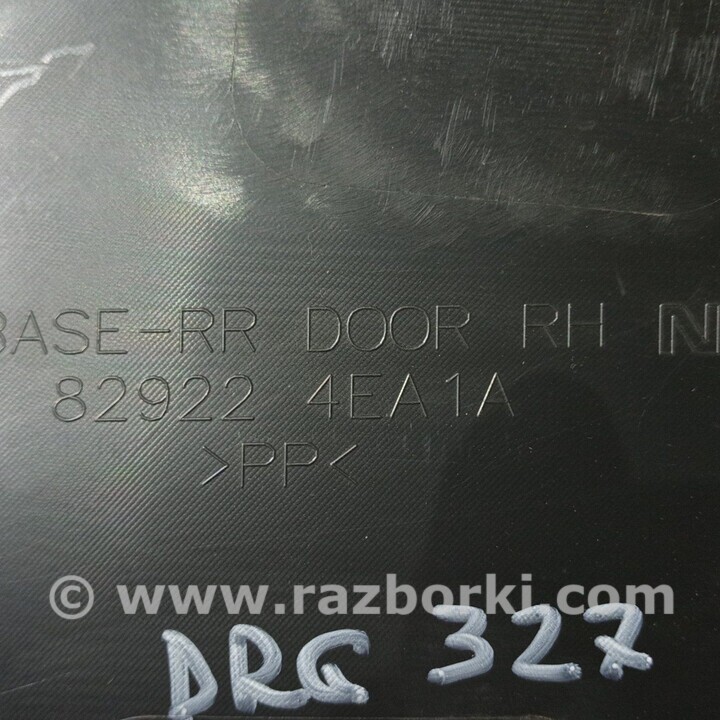 BASE-RR DOOR RH N
82922 4EA1A
>PP<
© www.razborki.com
DRG 327